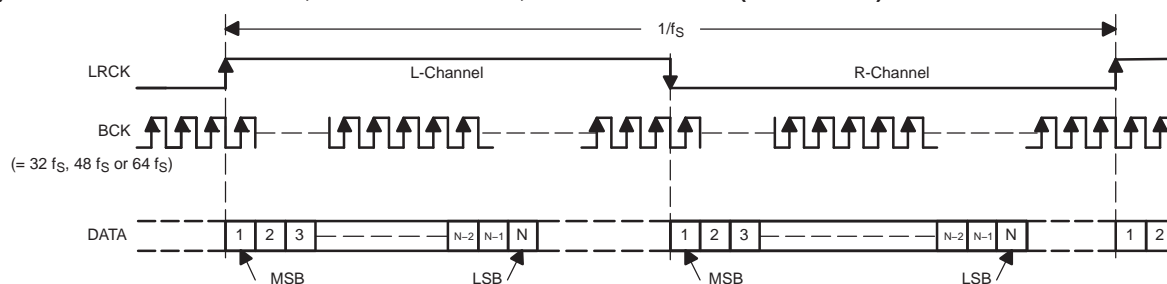 1/fS
LRCK
L-Channel
R-Channel
BCK
(= 32 fS, 48 fS or 64 fS)
DATA
1 2 3 N–2 N–1 N 1 2 3 N–2 N–1 N 1 2
MSB LSB MSB LSB